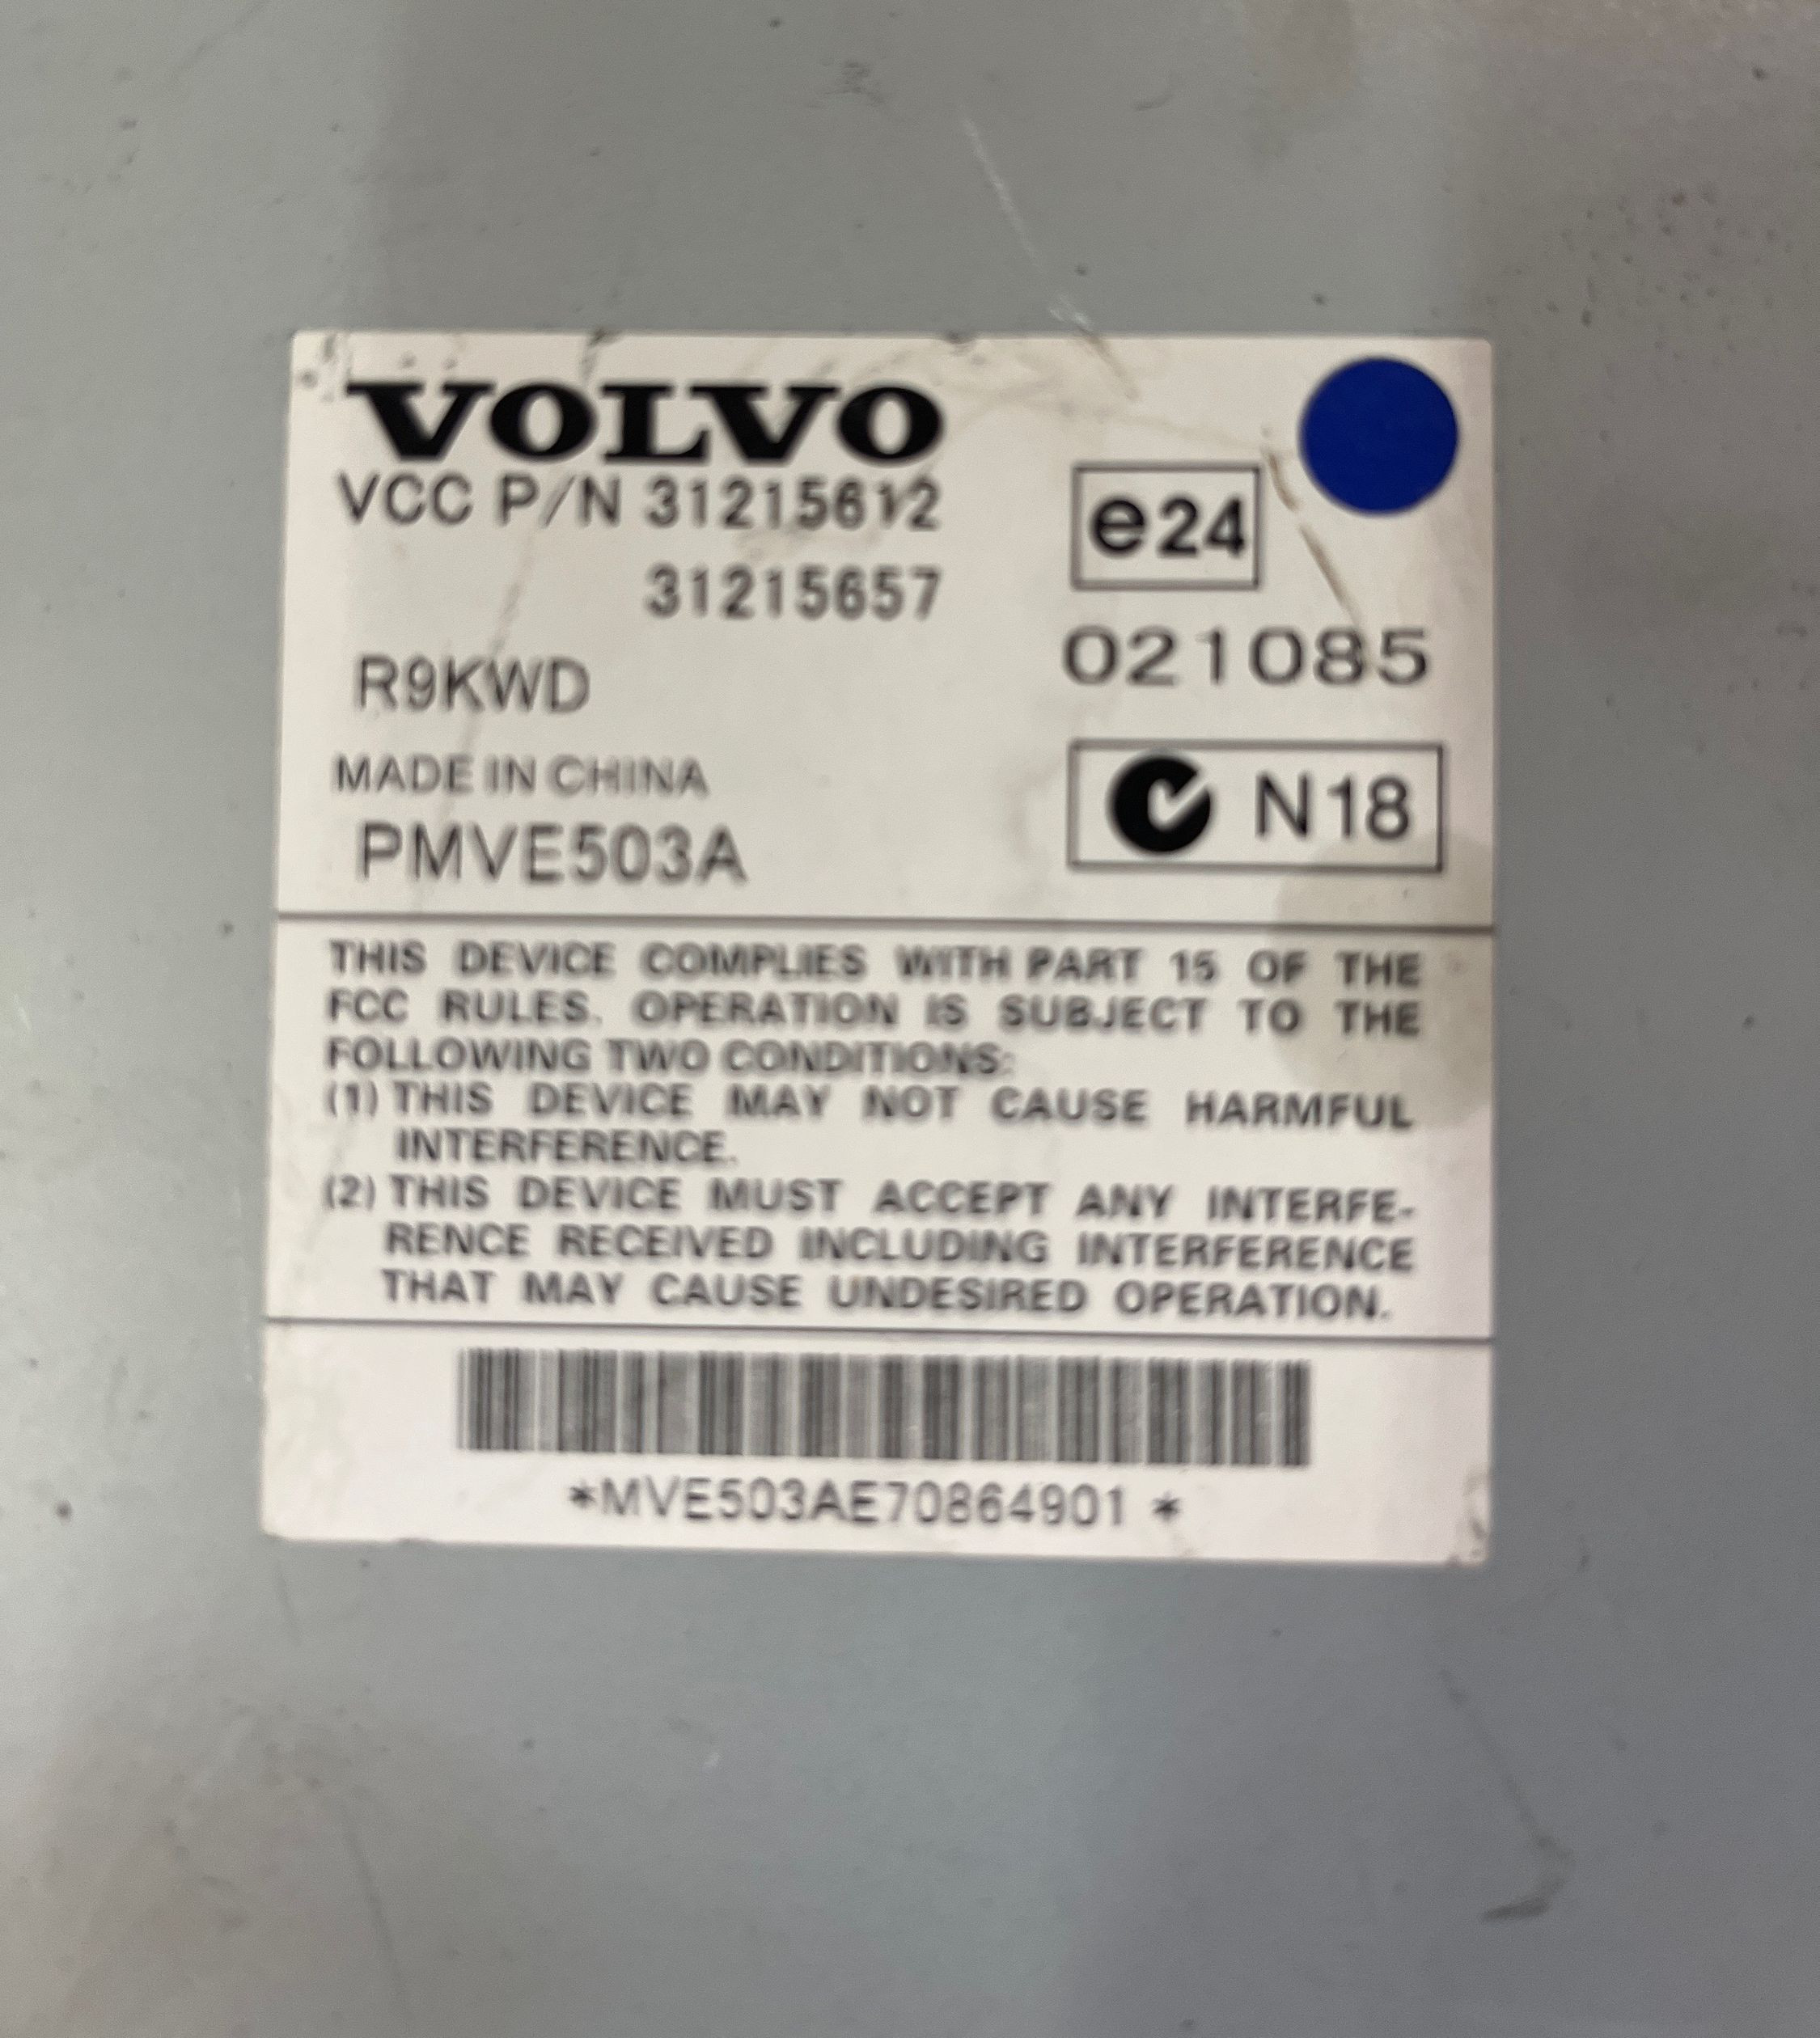 VOLVO
VCC P/N 31215612
31215657
e24
021085
R9KWD
MADE IN CHINA
PMVE503A
N18
THIS DEVICE COMPLIES WITH PART 15 OF THE
FCC RULES. OPERATION IS SUBJECT TO THE
FOLLOWING TWO CONDITIONS:
(1) THIS DEVICE MAY NOT CAUSE HARMFUL
INTERFERENCE.
(2) THIS DEVICE MUST ACCEPT ANY INTERFE-
RENCE RECEIVED INCLUDING INTERFERENCE
THAT MAY CAUSE UNDESIRED OPERATION.
*MVE503AE70864901 *